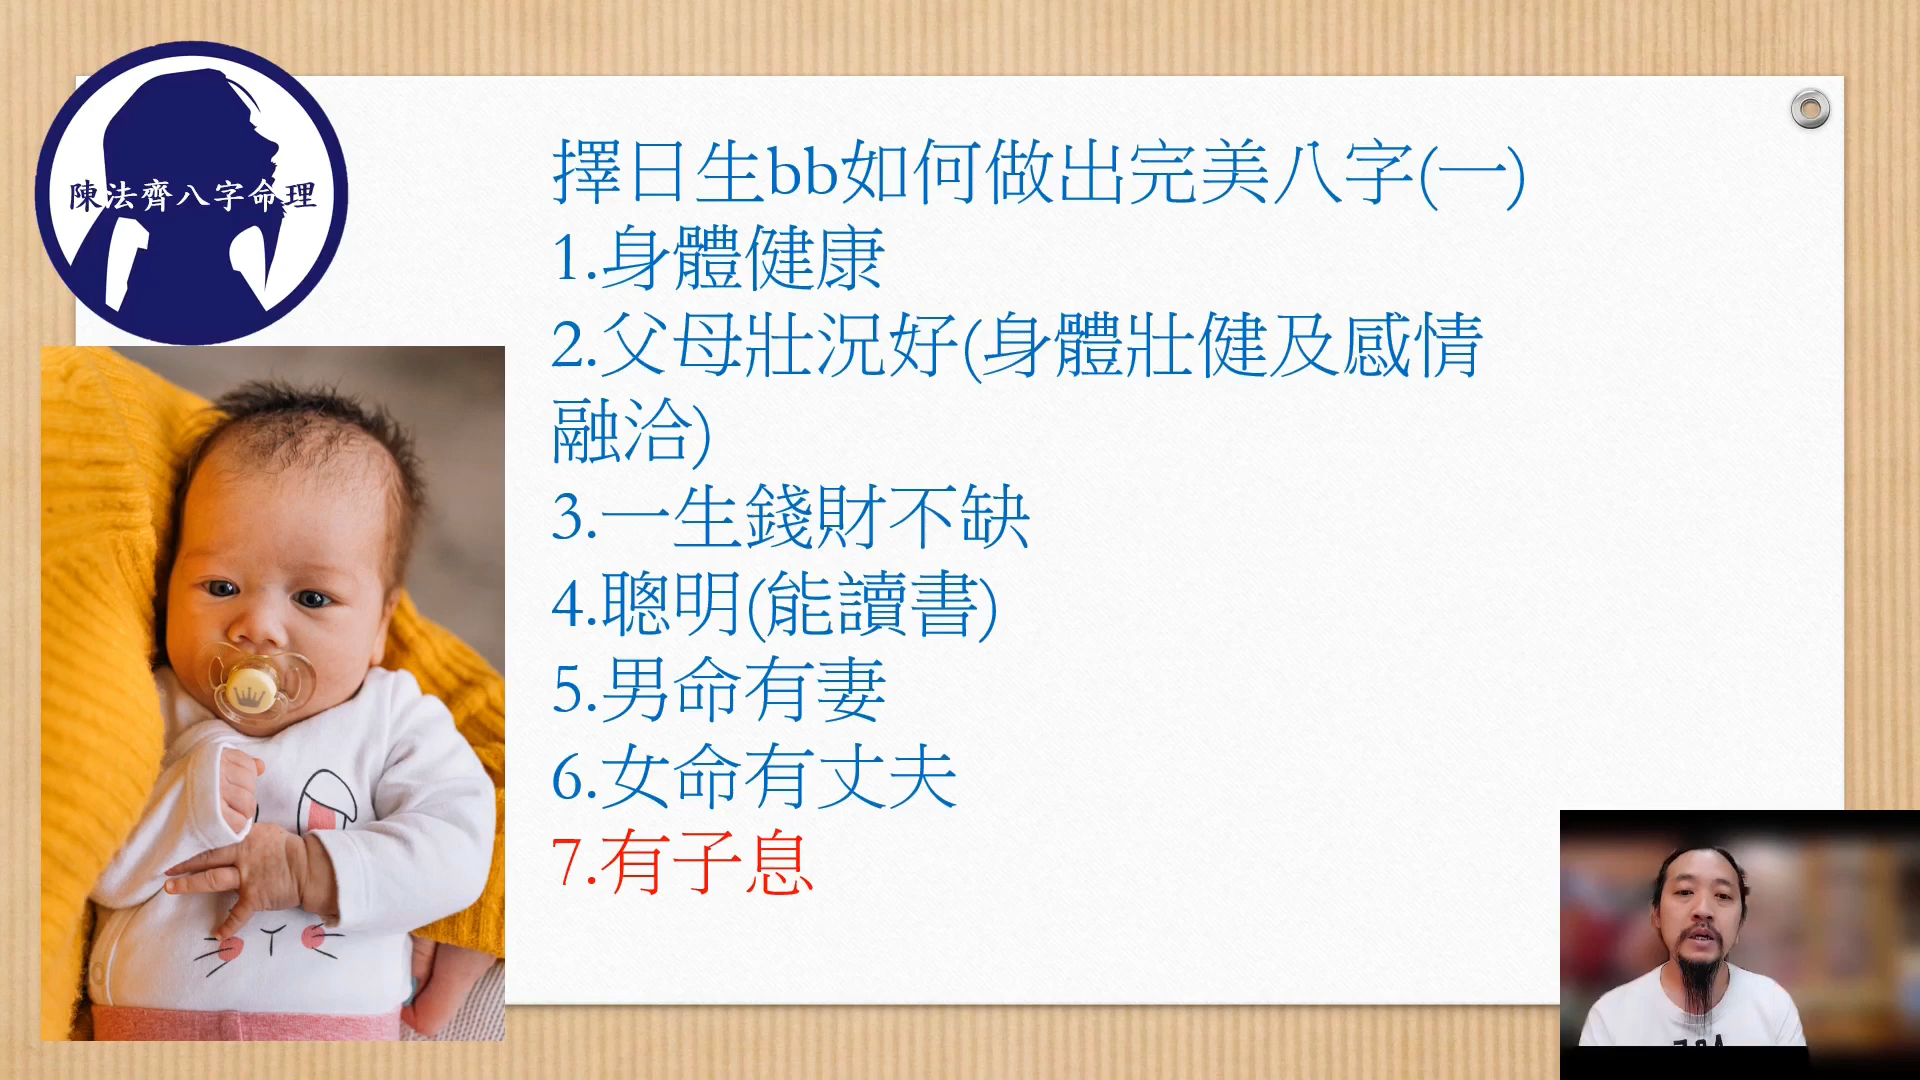 陳法齊八字命理
擇日生bb如何做出完美八字(一)
1.身體健康
2.父母壯況好(身體壯健及感情
融洽)
3.一生錢財不缺
4.聰明(能讀書)
5.男命有妻
6.女命有丈夫
7.有子息